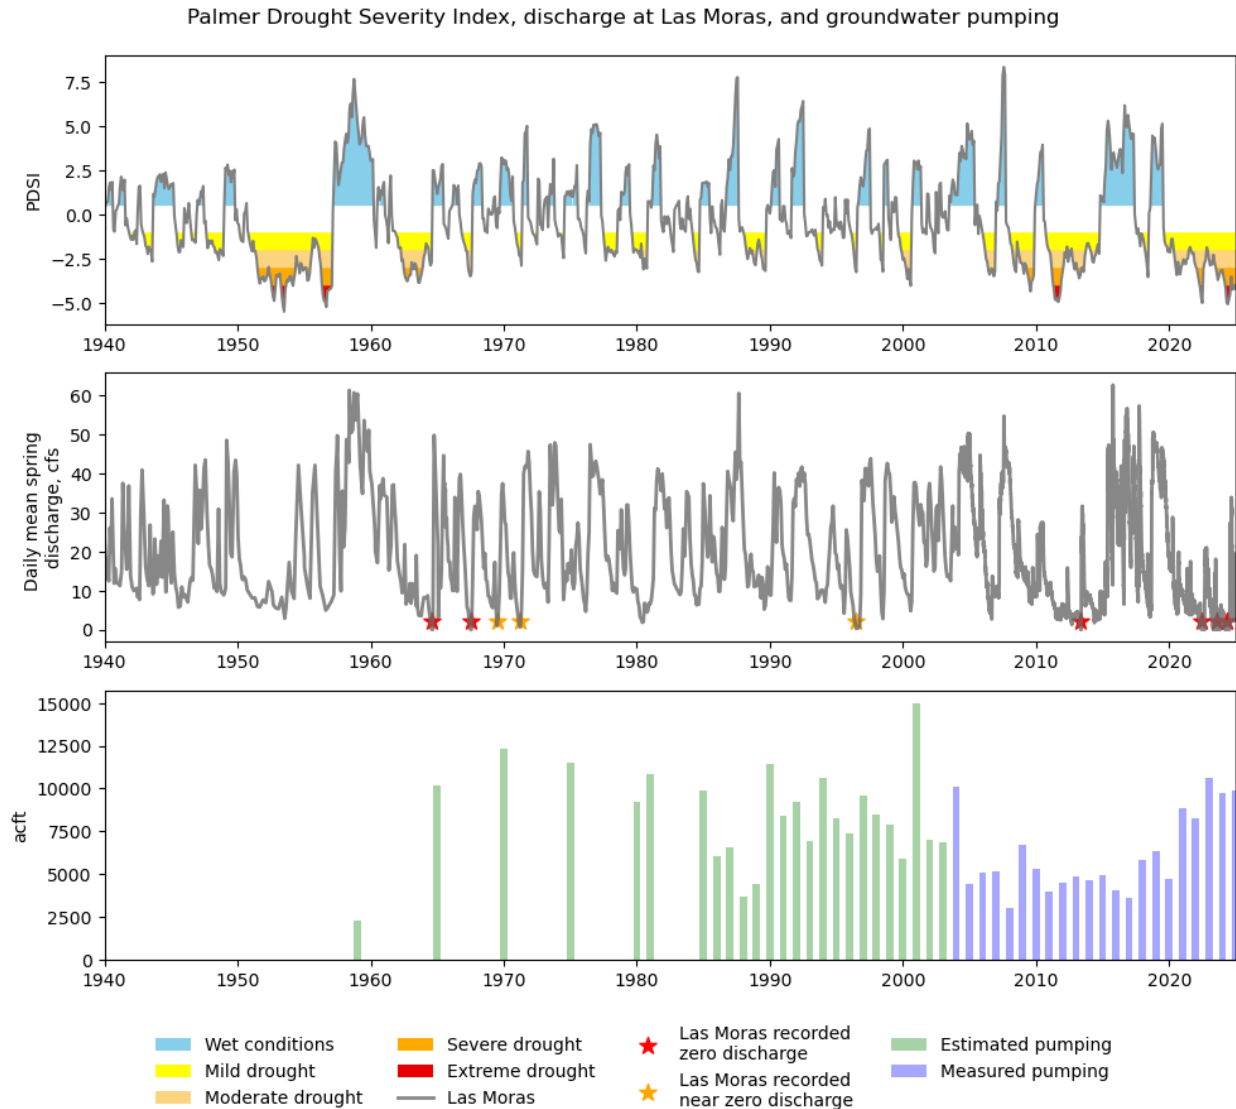 Palmer Drought Severity Index, discharge at Las Moras, and groundwater pumping
PDSI
7.5
5.0
2.5
0.0
−2.5
−5.0
1940 1950 1960 1970 1980 1990 2000 2010 2020
Daily mean spring
discharge, cfs
60
50
40
30
20
10
0
1940 1950 1960 1970 1980 1990 2000 2010 2020
acft
15000
12500
10000
7500
5000
2500
0
1940 1950 1960 1970 1980 1990 2000 2010 2020
Wet conditions
Mild drought
Moderate drought
Severe drought
Extreme drought
Las Moras
Las Moras recorded
zero discharge
Las Moras recorded
near zero discharge
Estimated pumping
Measured pumping